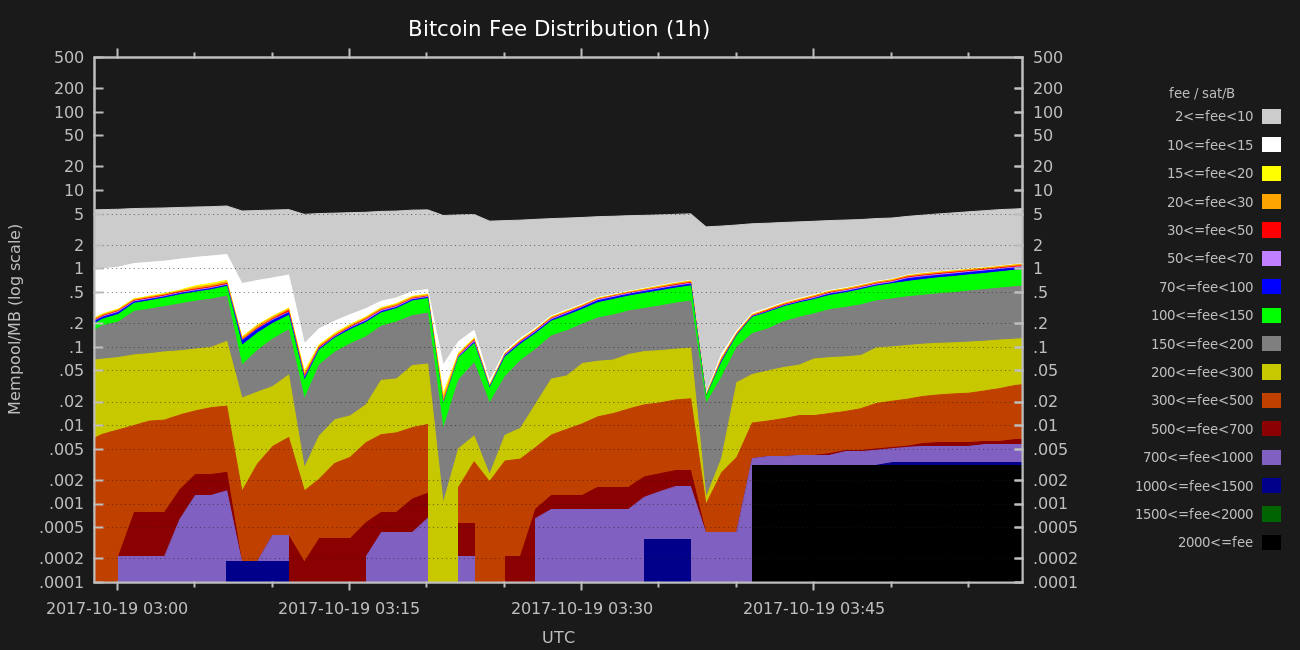 Bitcoin Fee Distribution (1h)
500 500
200 200
100 100
50 50
20 20
10 10
5 5
2 2
1 1
.5 .5
.2 .2
.1 .1
.05 .05
.02 .02
.01 .01
.005 .005
.002 .002
.001 .001
.0005 .0005
.0002 .0002
.0001 .0001
Mempool/MB (log scale)
2017-10-19 03:00 2017-10-19 03:15 2017-10-19 03:30 2017-10-19 03:45
UTC
fee / sat/B
2<=fee<10
10<=fee<15
15<=fee<20
20<=fee<30
30<=fee<50
50<=fee<70
70<=fee<100
100<=fee<150
150<=fee<200
200<=fee<300
300<=fee<500
500<=fee<700
700<=fee<1000
1000<=fee<1500
1500<=fee<2000
2000<=fee